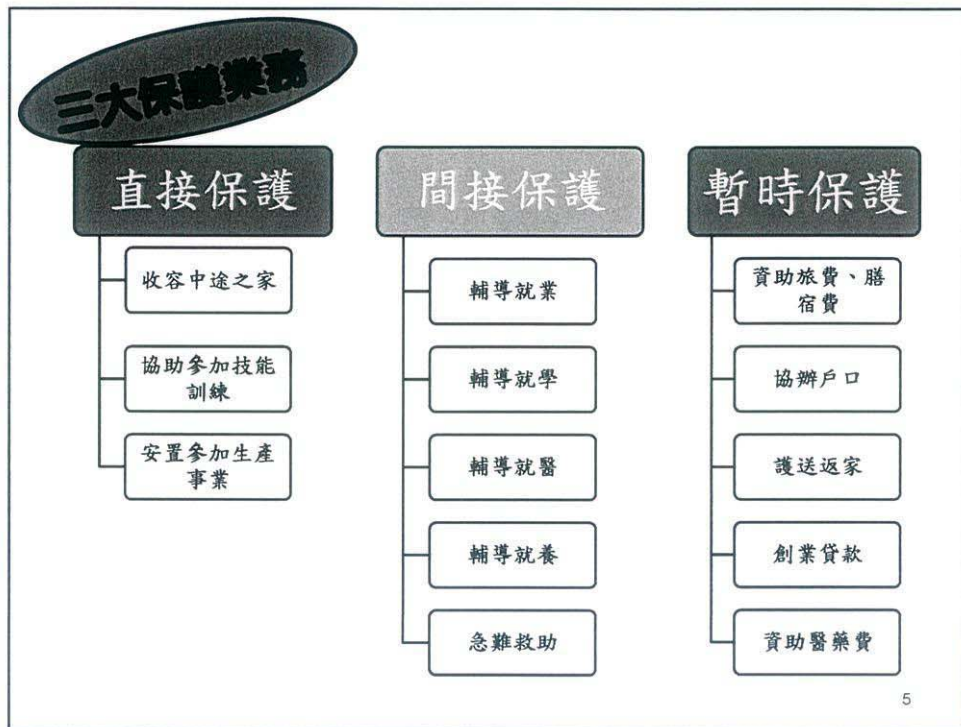 三大保護業務
直接保護
收容中途之家
協助參加技能
訓練
安置參加生產
事業
間接保護
輔導就業
輔導就學
輔導就醫
輔導就養
急難救助
暫時保護
資助旅費、膳
宿費
協辦戶口
護送返家
創業貸款
資助醫藥費
5